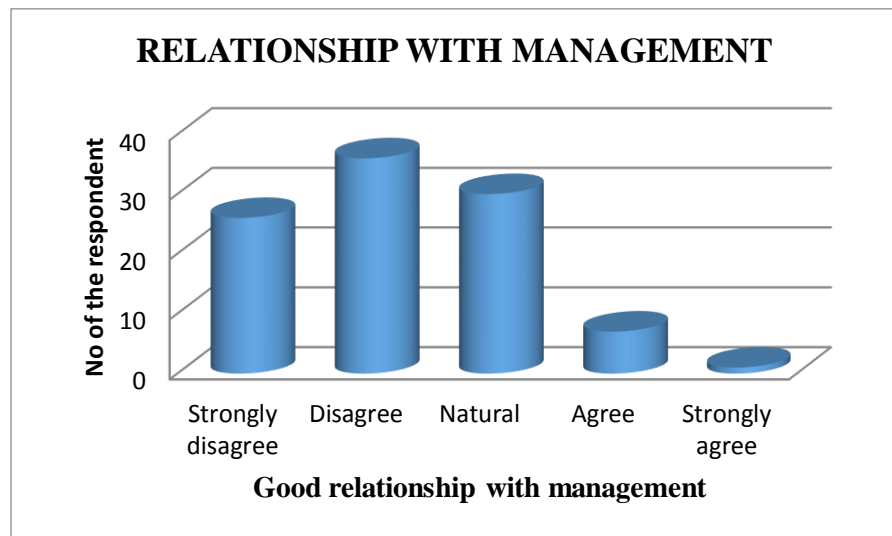 RELATIONSHIP WITH MANAGEMENT
No of the respondent
40
30
20
10
0
Strongly disagree
Disagree
Natural
Agree
Strongly agree
Good relationship with management